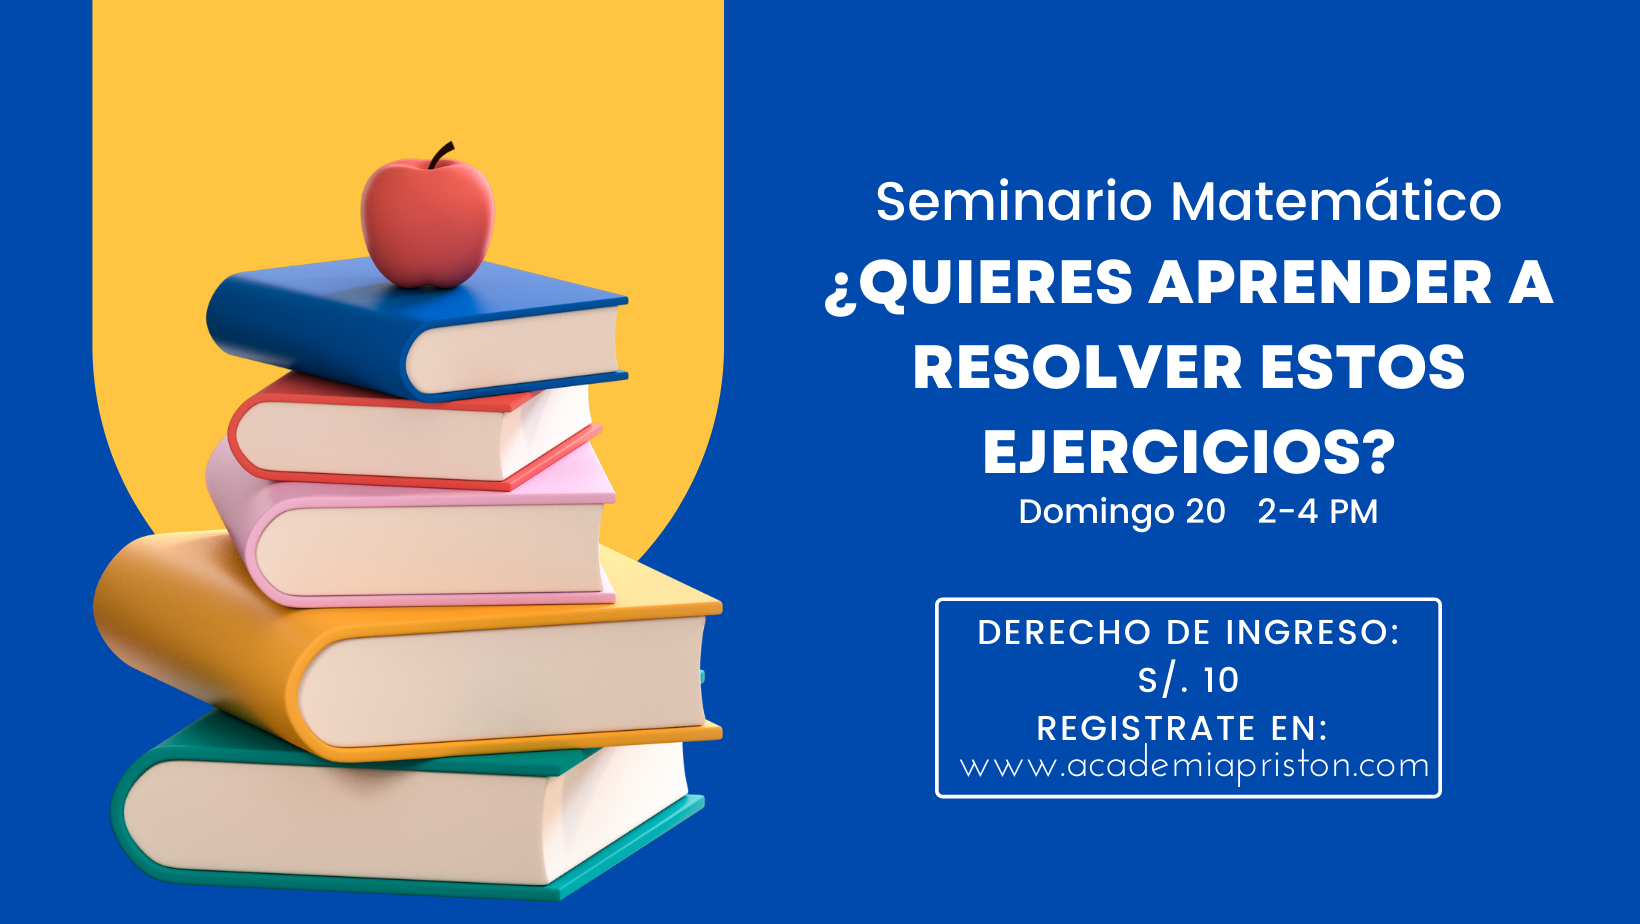 Seminario Matemático
¿QUIERES APRENDER A
RESOLVER ESTOS
EJERCICIOS?
Domingo 20 2-4 PM
DERECHO DE INGRESO:
S/. 10
REGISTRATE EN:
www.academiapriston.com